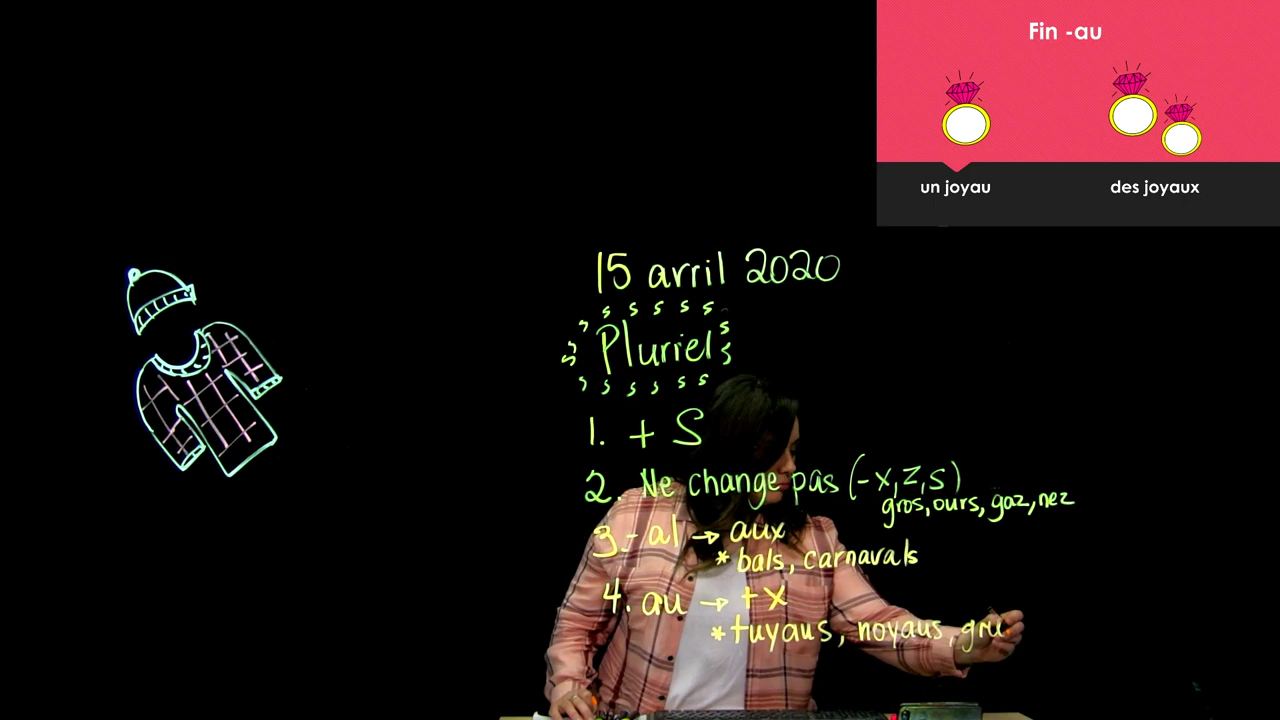 Fin -au
un joyau
des joyaux
15 avril 2020
s s s s s
s Pluriel s
s s s s s s
1. + S
2. Ne change pas (-x, z, s)
gros, ours, gaz, nez
3 - al → aux
* bals, carnavals
4. au → + x
* tuyaus, noyaus, gru